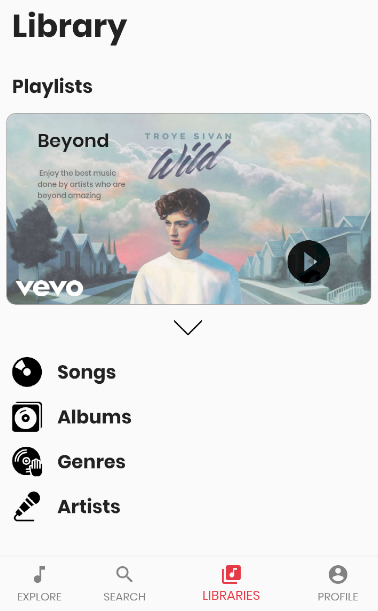 Library
Playlists
Beyond
TROYE SIVAN
Wild
Enjoy the best music
done by artists who are
beyond amazing
vevo
Songs
Albums
Genres
Artists
EXPLORE
SEARCH
LIBRARIES
PROFILE